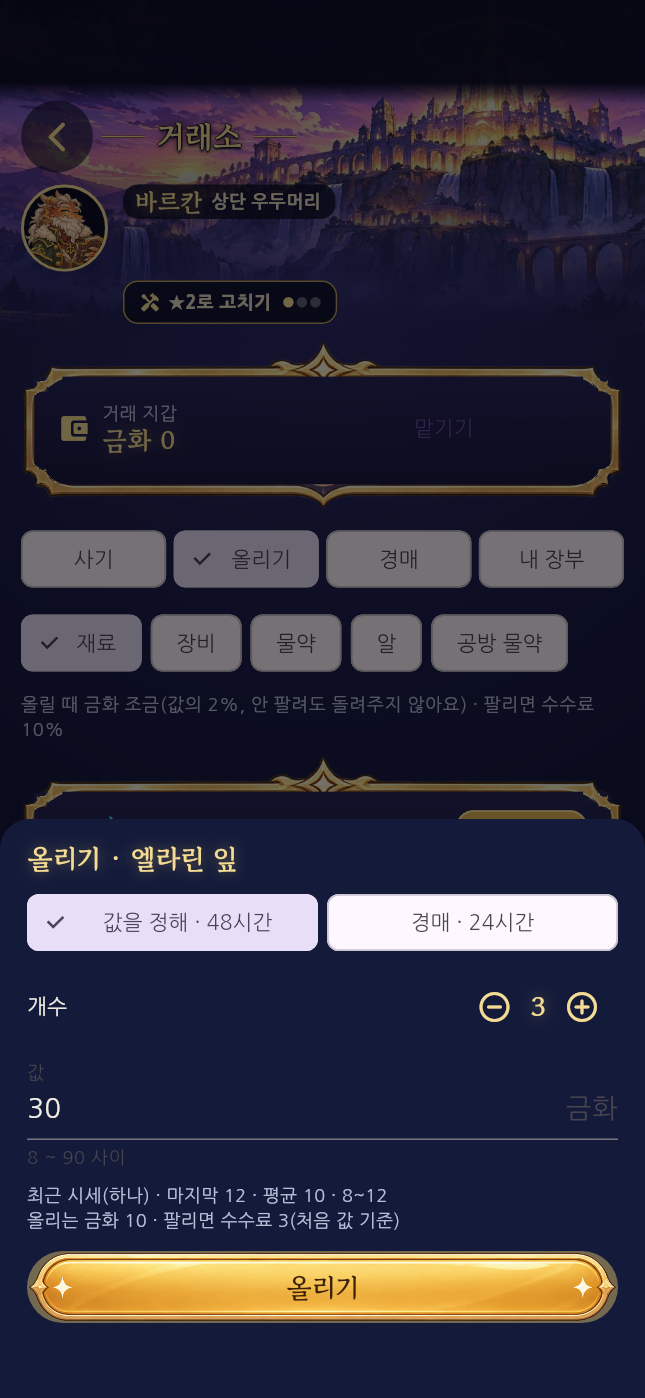 거래소
바르칸 상단 우두머리
★2로 고치기
거래 지갑
금화 0
맡기기
사기
올리기
경매
내 장부
재료
장비
물약
알
공방 물약
올릴 때 금화 조금(값의 2%, 안 팔려도 돌려주지 않아요) · 팔리면 수수료
10%
올리기 · 엘라린 잎
값을 정해 · 48시간
경매 · 24시간
개수
3
값
30
금화
8 ~ 90 사이
최근 시세(하나) · 마지막 12 · 평균 10 · 8~12
올리는 금화 10 · 팔리면 수수료 3(처음 값 기준)
올리기